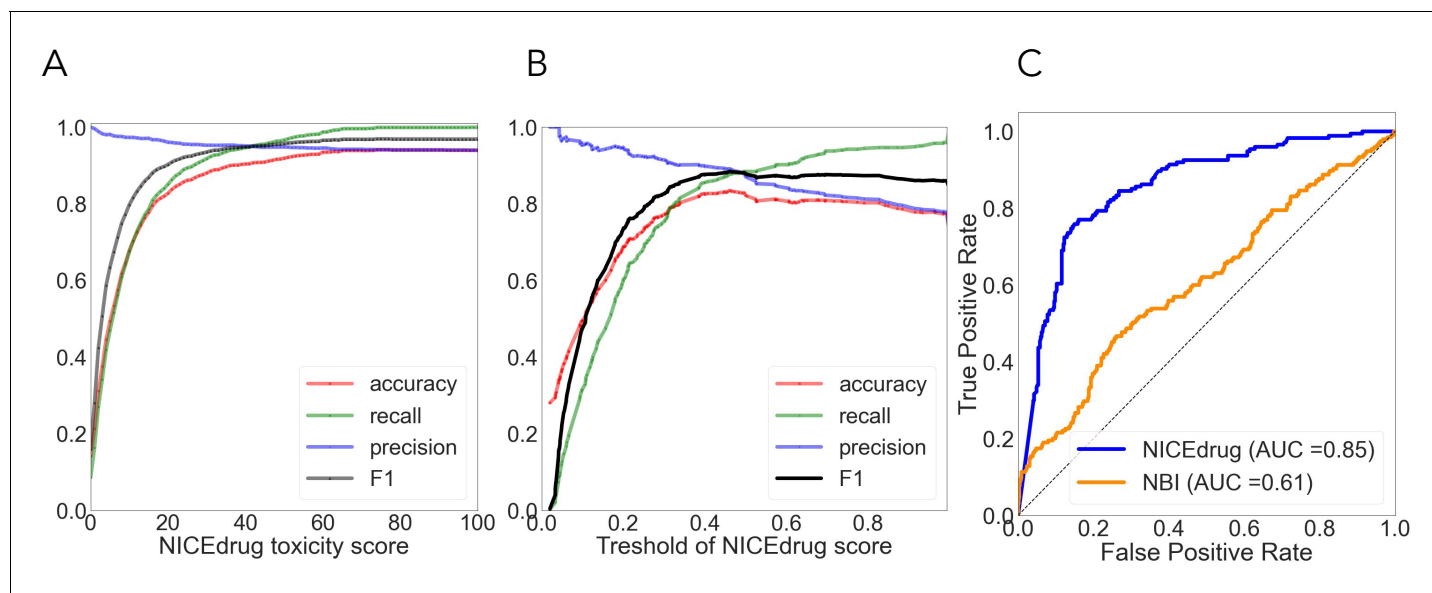 A
1.0
0.8
0.6
0.4
0.2
0.0
0 20 40 60 80 100
NICEdrug toxicity score
accuracy
recall
precision
F1
B
1.0
0.8
0.6
0.4
0.2
0.0
0.0 0.2 0.4 0.6 0.8
Treshold of NICEdrug score
accuracy
recall
precision
F1
C
True Positive Rate
1.0
0.8
0.6
0.4
0.2
0.0
0.0 0.2 0.4 0.6 0.8 1.0
False Positive Rate
NICEdrug (AUC =0.85)
NBI (AUC =0.61)